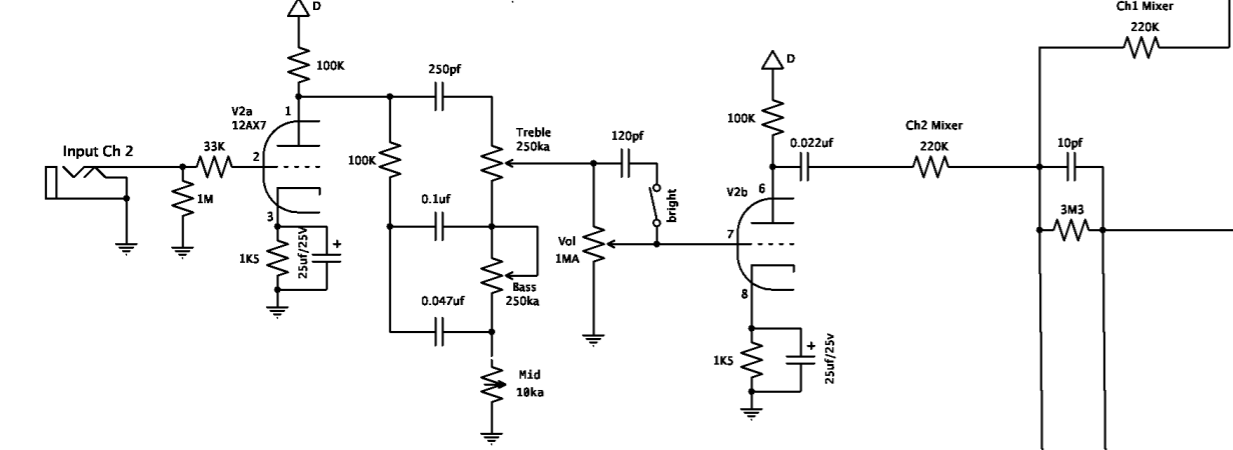 D
100K
250pf
V2a
12AX7
1
Input Ch 2
33K
2
1M
100K
Treble
250ka
120pf
bright
0.1uf
3
1K5
25uf/25V
+
Vol
1MA
Bass
250ka
0.047uf
Mid
10ka
D
100K
0.022uf
V2b
6
7
8
1K5
+
25uf/25v
Ch2 Mixer
220K
Ch1 Mixer
220K
10pf
3M3